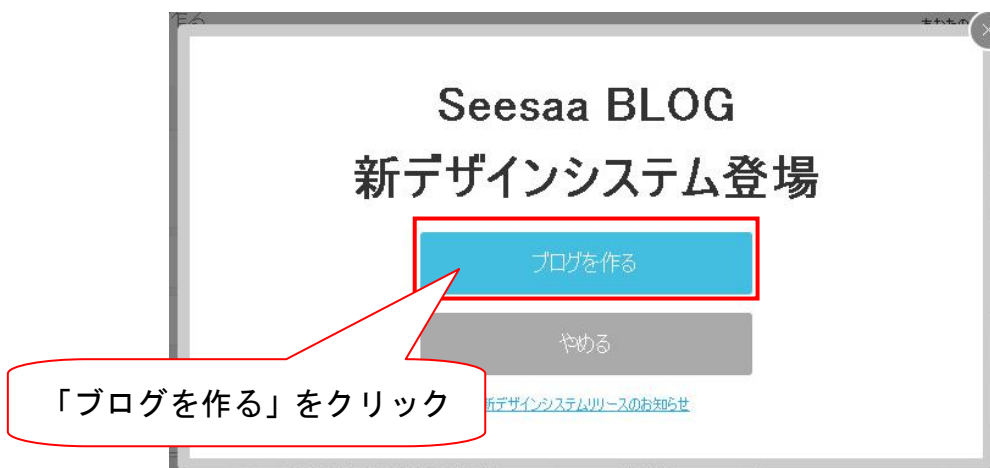 作る
Seesaa BLOG
新デザインシステム登場
ブログを作る
やめる
「ブログを作る」をクリック
新デザインシステムリリースのお知らせ